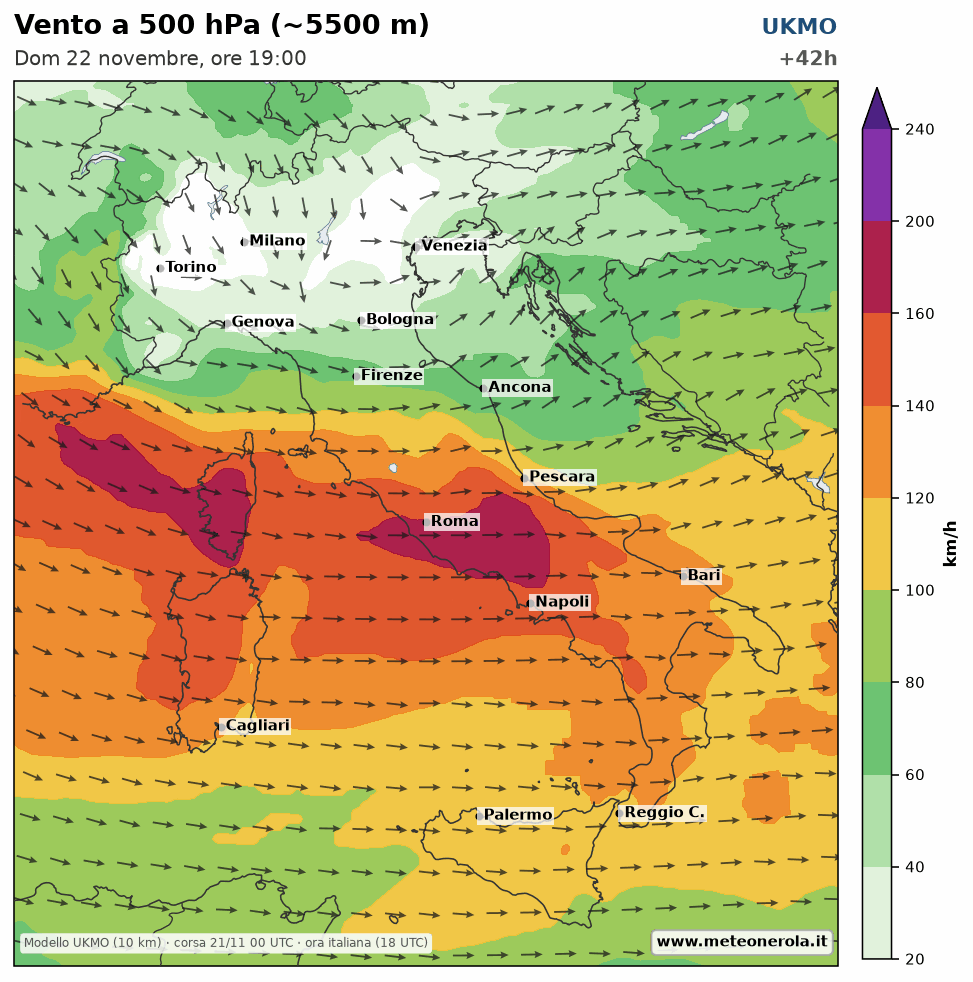 Vento a 500 hPa (~5500 m)
UKMO
Dom 22 novembre, ore 19:00
+42h
240
200
160
140
120
100
80
60
40
20
km/h
Milano
Venezia
Torino
Genova
Bologna
Firenze
Ancona
Pescara
Roma
Bari
Napoli
Cagliari
Palermo
Reggio C.
Modello UKMO (10 km) · corsa 21/11 00 UTC · ora italiana (18 UTC)
www.meteonerola.it